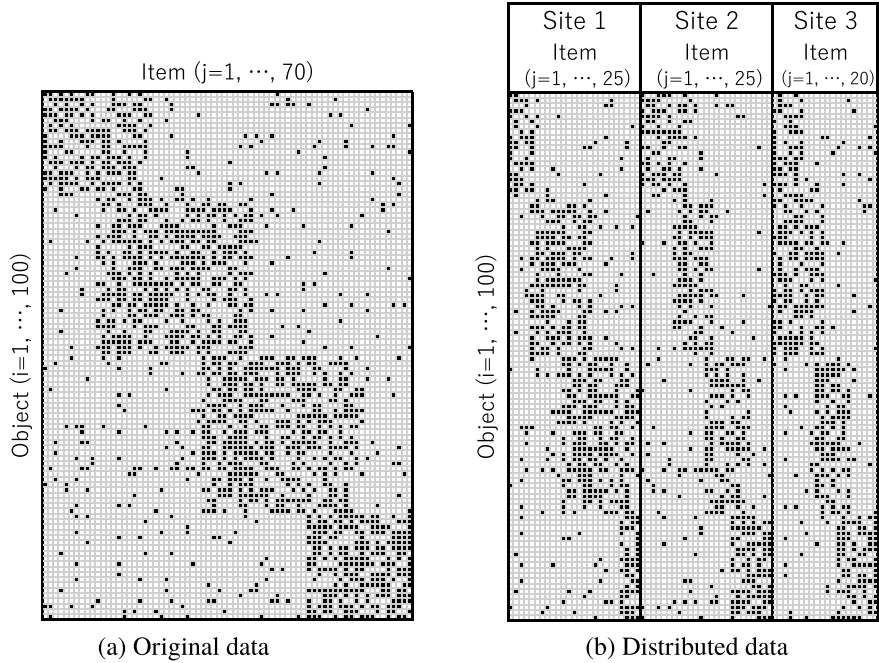 Item (j=1, ···, 70)
Object (i=1, ···, 100)
(a) Original data
Site 1
Item
(j=1, ···, 25)
Site 2
Item
(j=1, ···, 25)
Site 3
Item
(j=1, ···, 20)
Object (i=1, ···, 100)
(b) Distributed data